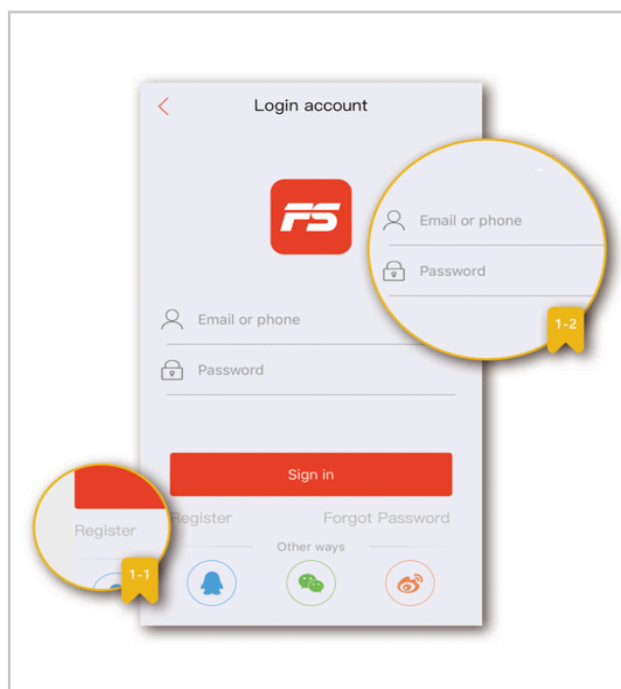 Login account
FS
Email or phone
Password
Email or phone
Password
1-2
Sign in
Register
Forgot Password
Other ways
Register
1-1